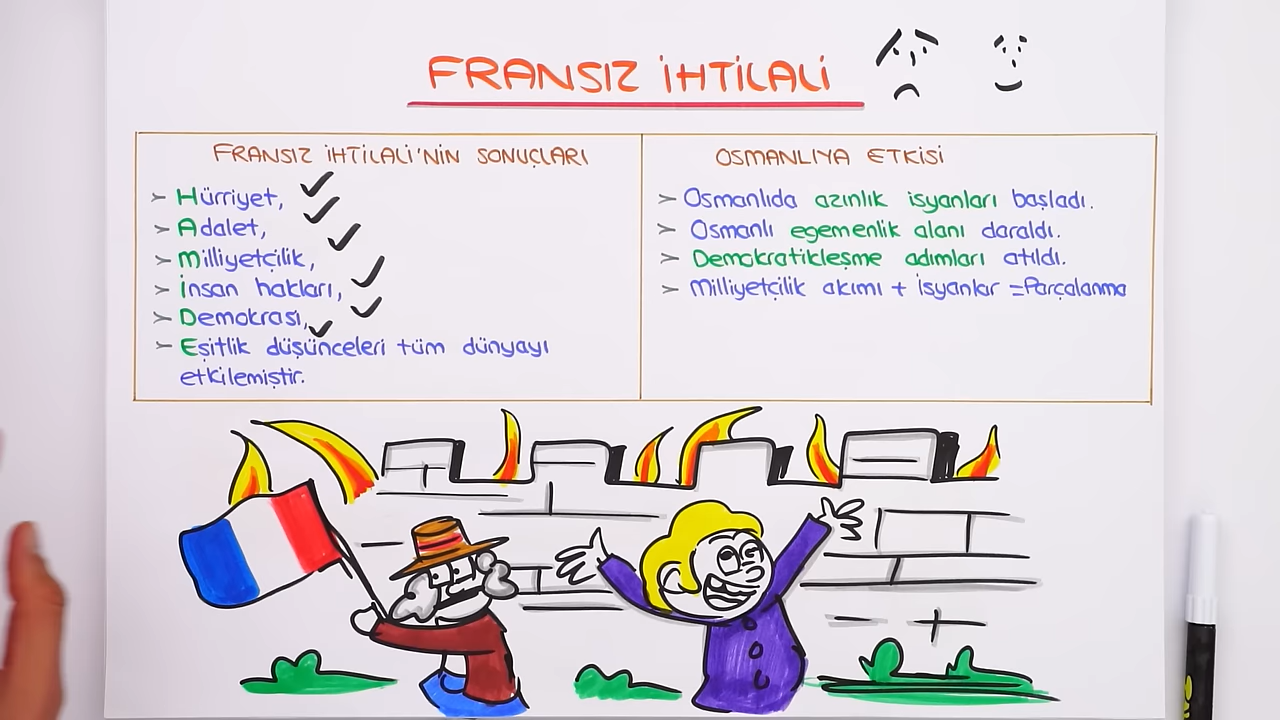 FRANSIZ İHTİLALİ
FRANSIZ İHTİLALİ'NİN SONUÇLARI
➢ Hürriyet,
➢ Adalet,
➢ Milliyetçilik,
➢ İnsan hakları,
➢ Demokrası,
➢ Eşitlik düşünceleri tüm dünyayı
etkilemiştir.
OSMANLIYA ETKİSİ
➢ Osmanlıda azınlık isyanları başladı.
➢ Osmanlı egemenlik alanı daraldı.
➢ Demokratikleşme adımları atıldı.
➢ Milliyetçilik akımı + İsyanlar = Parçalanma